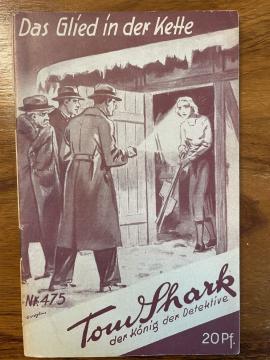 Das Glied in der Kette
Nr. 475
Tom Shark
der König der Detektive
20 Pf.